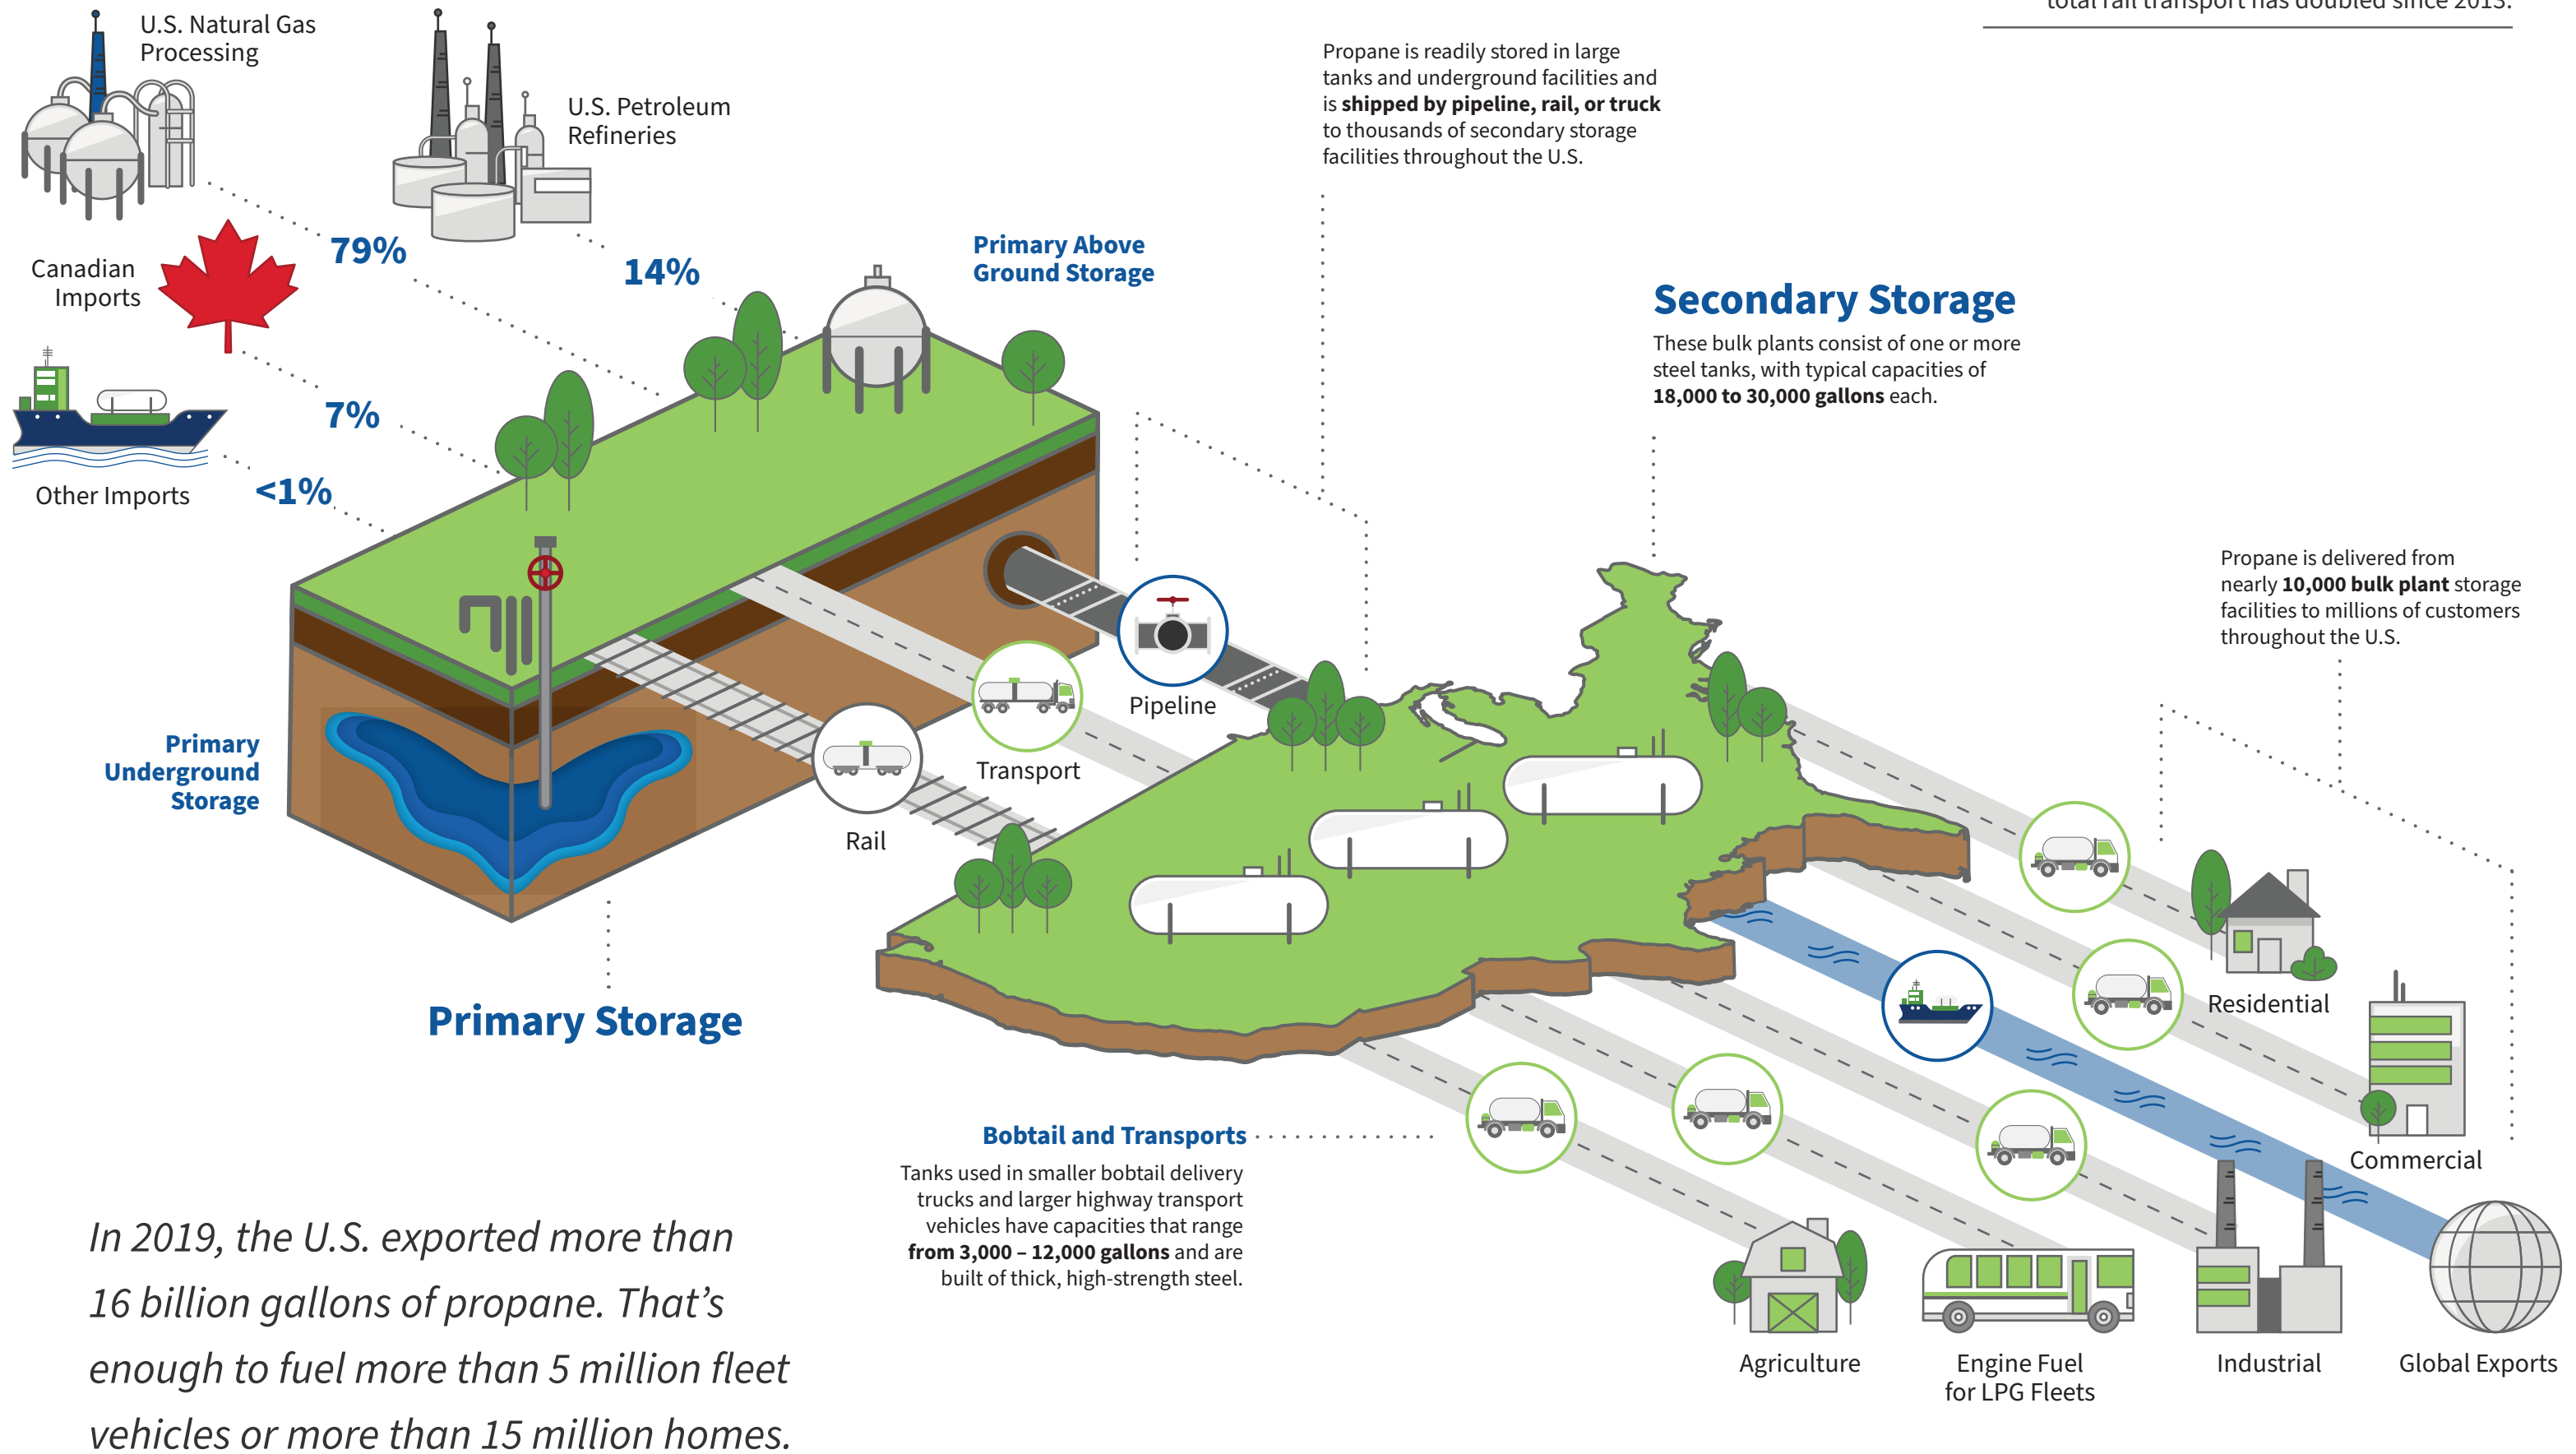 total rail transport has doubled since 2013.
U.S. Natural Gas
Processing
U.S. Petroleum
Refineries
Canadian
Imports
Other Imports
79%
14%
7%
<1%
Primary Above
Ground Storage
Primary
Underground
Storage
Primary Storage
Propane is readily stored in large
tanks and underground facilities and
is shipped by pipeline, rail, or truck
to thousands of secondary storage
facilities throughout the U.S.
Pipeline
Transport
Rail
Secondary Storage
These bulk plants consist of one or more
steel tanks, with typical capacities of
18,000 to 30,000 gallons each.
Propane is delivered from
nearly 10,000 bulk plant storage
facilities to millions of customers
throughout the U.S.
Residential
Commercial
Bobtail and Transports
Tanks used in smaller bobtail delivery
trucks and larger highway transport
vehicles have capacities that range
from 3,000 – 12,000 gallons and are
built of thick, high-strength steel.
Agriculture
Engine Fuel
for LPG Fleets
Industrial
Global Exports
In 2019, the U.S. exported more than
16 billion gallons of propane. That’s
enough to fuel more than 5 million fleet
vehicles or more than 15 million homes.